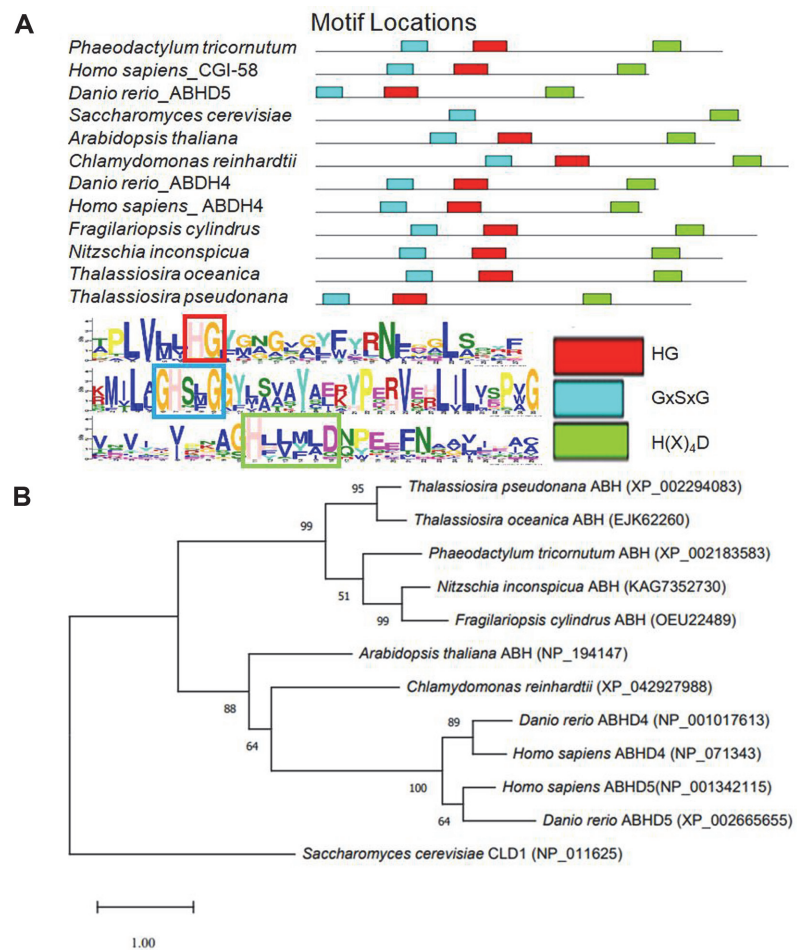 A
Motif Locations
Phaeodactylum tricornutum
Homo sapiens_CGI-58
Danio rerio_ABHD5
Saccharomyces cerevisiae
Arabidopsis thaliana
Chlamydomonas reinhardtii
Danio rerio_ABDH4
Homo sapiens_ ABDH4
Fragilariopsis cylindrus
Nitzschia inconspicua
Thalassiosira oceanica
Thalassiosira pseudonana
HG
GxSxG
H(X)₄D
B
95
Thalassiosira pseudonana ABH (XP_002294083)
99
Thalassiosira oceanica ABH (EJK62260)
Phaeodactylum tricornutum ABH (XP_002183583)
51
Nitzschia inconspicua ABH (KAG7352730)
99
Fragilariopsis cylindrus ABH (OEU22489)
Arabidopsis thaliana ABH (NP_194147)
88
Chlamydomonas reinhardtii (XP_042927988)
64
89
Danio rerio ABHD4 (NP_001017613)
Homo sapiens ABHD4 (NP_071343)
100
Homo sapiens ABHD5(NP_001342115)
64
Danio rerio ABHD5 (XP_002665655)
Saccharomyces cerevisiae CLD1 (NP_011625)
1.00